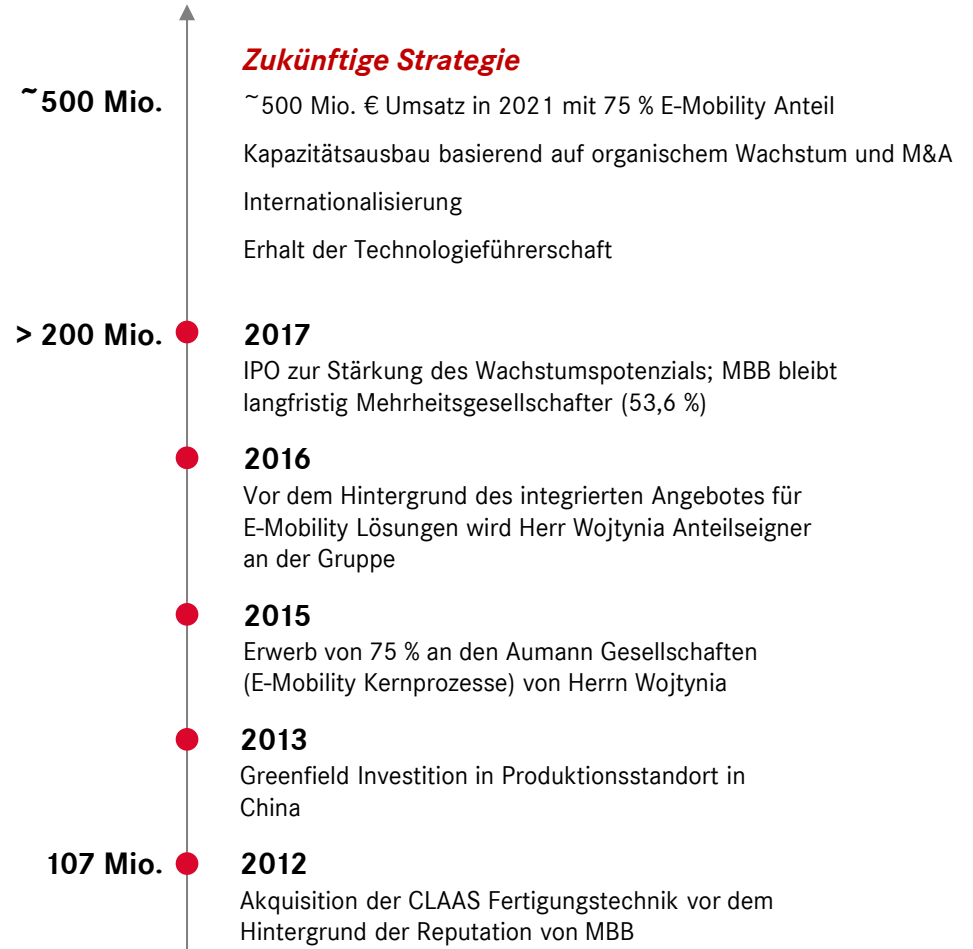 Zukünftige Strategie
~500 Mio.
~500 Mio. € Umsatz in 2021 mit 75 % E-Mobility Anteil
Kapazitätsausbau basierend auf organischem Wachstum und M&A
Internationalisierung
Erhalt der Technologieführerschaft
> 200 Mio.
2017
IPO zur Stärkung des Wachstumspotenzials; MBB bleibt
langfristig Mehrheitsgesellschafter (53,6 %)
2016
Vor dem Hintergrund des integrierten Angebotes für
E-Mobility Lösungen wird Herr Wojtynia Anteilseigner
an der Gruppe
2015
Erwerb von 75 % an den Aumann Gesellschaften
(E-Mobility Kernprozesse) von Herrn Wojtynia
2013
Greenfield Investition in Produktionsstandort in
China
107 Mio.
2012
Akquisition der CLAAS Fertigungstechnik vor dem
Hintergrund der Reputation von MBB